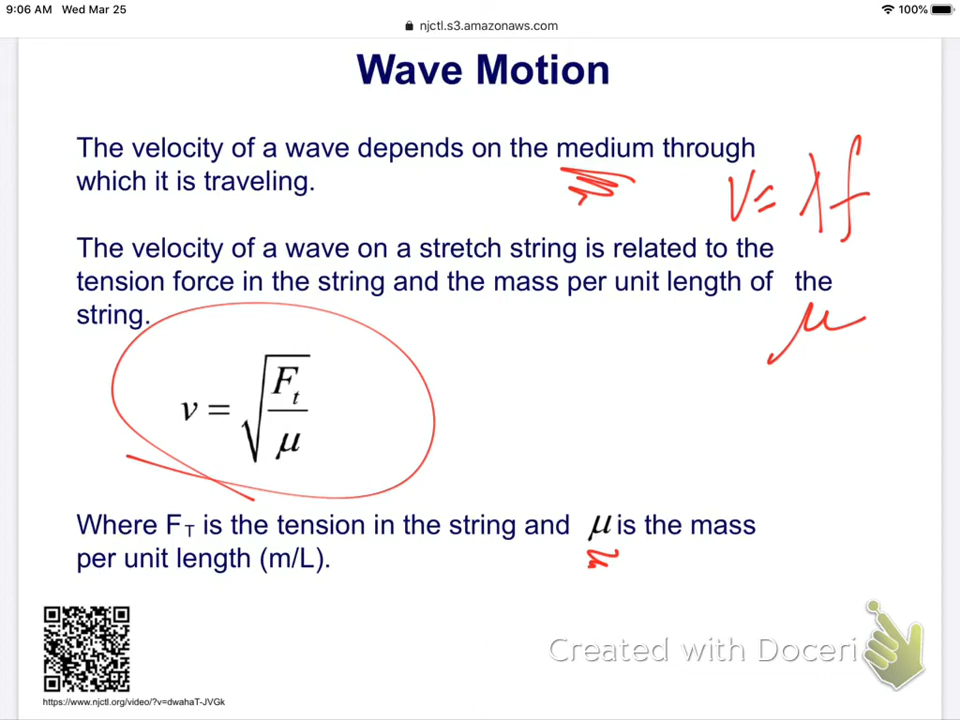 9:06 AM Wed Mar 25
100%
njctl.s3.amazonaws.com
Wave Motion
The velocity of a wave depends on the medium through
which it is traveling.
v = λf
The velocity of a wave on a stretch string is related to the
tension force in the string and the mass per unit length of the
string.
μ
v = √(Ft/μ)
Where FT is the tension in the string and μ is the mass
per unit length (m/L).
Created with Doceri
https://www.njctl.org/video/?v=dwahaT-JVGk